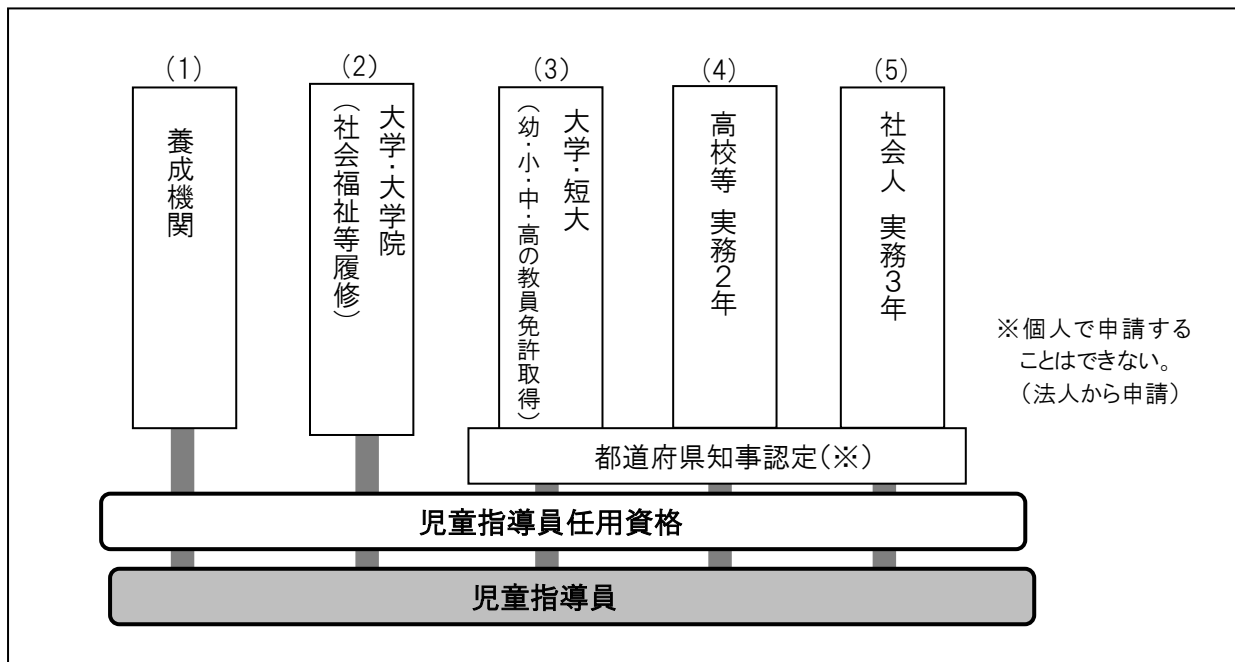 (1)
養成機関
(2)
大学・大学院
(社会福祉等履修)
(3)
大学・短大
(幼・小・中・高の教員免許取得)
(4)
高校等 実務2年
(5)
社会人 実務3年
※個人で申請する
ことはできない。
(法人から申請)
都道府県知事認定(※)
児童指導員任用資格
児童指導員